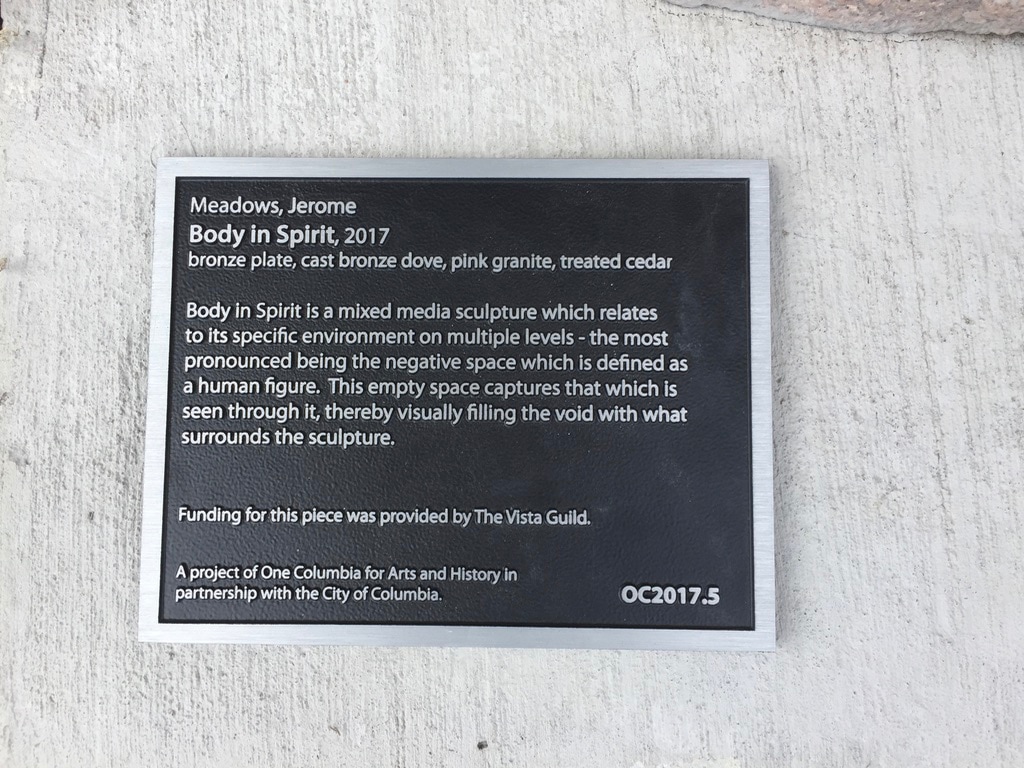 Meadows, Jerome
Body in Spirit, 2017
bronze plate, cast bronze dove, pink granite, treated cedar
Body in Spirit is a mixed media sculpture which relates
to its specific environment on multiple levels - the most
pronounced being the negative space which is defined as
a human figure. This empty space captures that which is
seen through it, thereby visually filling the void with what
surrounds the sculpture.
Funding for this piece was provided by The Vista Guild.
A project of One Columbia for Arts and History in
partnership with the City of Columbia.
OC2017.5